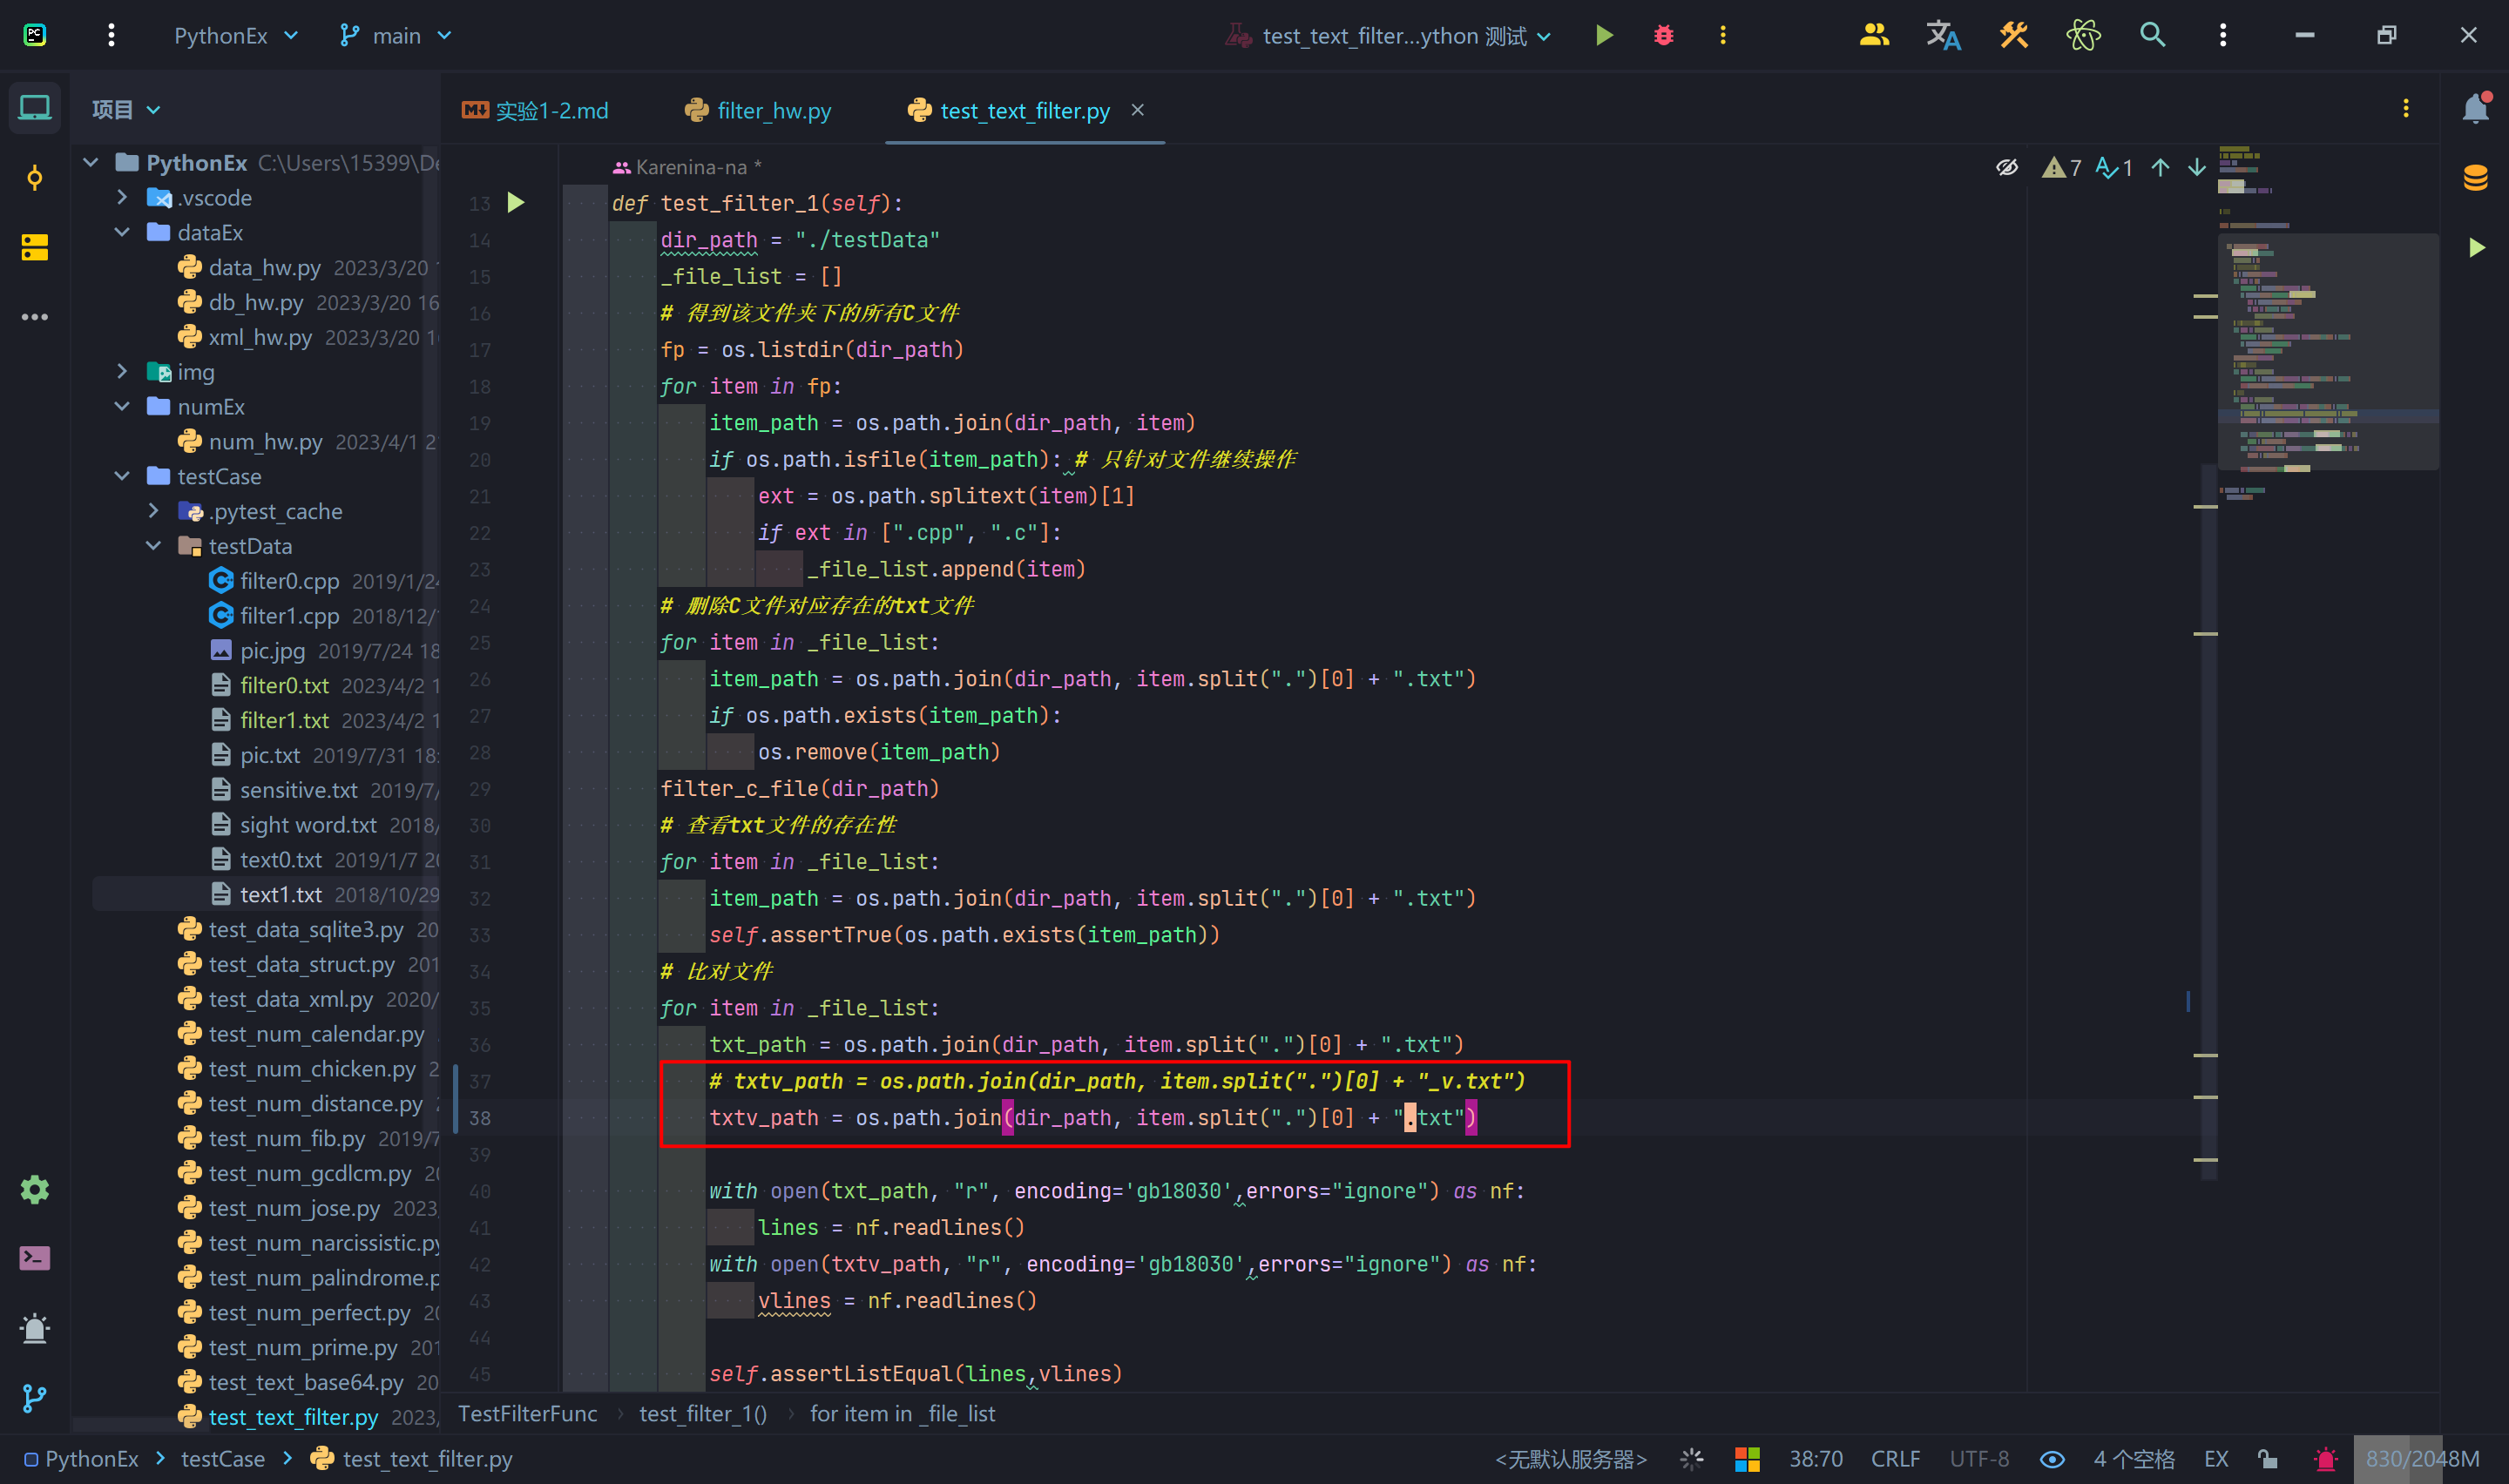 PythonEx main test_text_filter...ython 测试
项目 实验1-2.md filter_hw.py test_text_filter.py
PythonEx C:\Users\15399\De
.vscode
dataEx
data_hw.py 2023/3/20
db_hw.py 2023/3/20 16
xml_hw.py 2023/3/20
img
numEx
num_hw.py 2023/4/1 2
testCase
.pytest_cache
testData
filter0.cpp 2019/1/24
filter1.cpp 2018/12/
pic.jpg 2019/7/24 18
filter0.txt 2023/4/2 1
filter1.txt 2023/4/2 1
pic.txt 2019/7/31 18:
sensitive.txt 2019/7/
sight word.txt 2018/
text0.txt 2019/1/7 20
text1.txt 2018/10/29
test_data_sqlite3.py 20
test_data_struct.py 201
test_data_xml.py 2020/
test_num_calendar.py
test_num_chicken.py 2
test_num_distance.py
test_num_fib.py 2019/7
test_num_gcdlcm.py 20
test_num_jose.py 2023
test_num_narcissistic.py
test_num_palindrome.p
test_num_perfect.py 20
test_num_prime.py 201
test_text_base64.py 20
test_text_filter.py 2023/
Karenina-na *
7 1
13 def test_filter_1(self):
14 dir_path = "./testData"
15 _file_list = []
16 # 得到该文件夹下的所有C文件
17 fp = os.listdir(dir_path)
18 for item in fp:
19 item_path = os.path.join(dir_path, item)
20 if os.path.isfile(item_path): # 只针对文件继续操作
21 ext = os.path.splitext(item)[1]
22 if ext in [".cpp", ".c"]:
23 _file_list.append(item)
24 # 删除C文件对应存在的txt文件
25 for item in _file_list:
26 item_path = os.path.join(dir_path, item.split(".")[0] + ".txt")
27 if os.path.exists(item_path):
28 os.remove(item_path)
29 filter_c_file(dir_path)
30 # 查看txt文件的存在性
31 for item in _file_list:
32 item_path = os.path.join(dir_path, item.split(".")[0] + ".txt")
33 self.assertTrue(os.path.exists(item_path))
34 # 比对文件
35 for item in _file_list:
36 txt_path = os.path.join(dir_path, item.split(".")[0] + ".txt")
37 # txtv_path = os.path.join(dir_path, item.split(".")[0] + "_v.txt")
38 txtv_path = os.path.join(dir_path, item.split(".")[0] + ".txt")
39
40 with open(txt_path, "r", encoding='gb18030',errors="ignore") as nf:
41 lines = nf.readlines()
42 with open(txtv_path, "r", encoding='gb18030',errors="ignore") as nf:
43 vlines = nf.readlines()
44
45 self.assertListEqual(lines,vlines)
TestFilterFunc › test_filter_1() › for item in _file_list
PythonEx > testCase > test_text_filter.py <无默认服务器> 38:70 CRLF UTF-8 4 个空格 EX 830/2048M